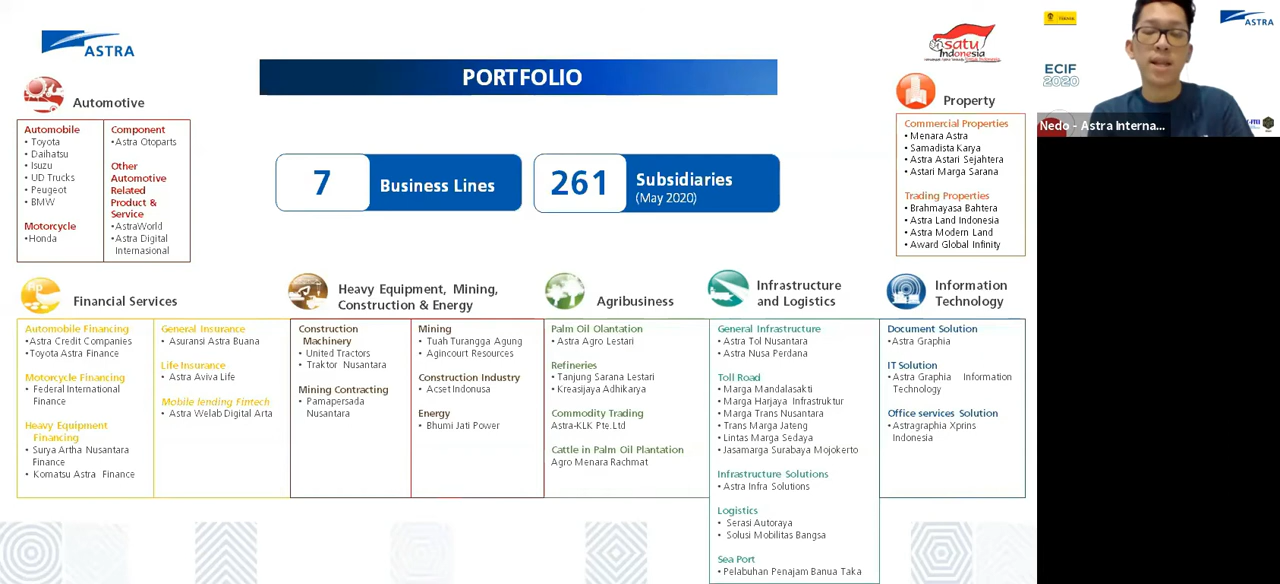 ASTRA
PORTFOLIO
satu
Indonesia
Automotive
Automobile
• Toyota
• Daihatsu
• Isuzu
• UD Trucks
• Peugeot
• BMW
Motorcycle
•Honda
Component
•Astra Otoparts
Other
Automotive
Related
Product &
Service
•AstraWorld
•Astra Digital
Internasional
7
Business Lines
261
Subsidiaries
(May 2020)
Property
Commercial Properties
• Menara Astra
• Samadista Karya
• Astra Astari Sejahtera
• Astari Marga Sarana
Trading Properties
• Brahmayasa Bahtera
• Astra Land Indonesia
• Astra Modern Land
• Award Global Infinity
Rp
Financial Services
Automobile Financing
•Astra Credit Companies
•Toyota Astra Finance
Motorcycle Financing
• Federal International
Finance
Heavy Equipment
Financing
• Surya Artha Nusantara
Finance
• Komatsu Astra Finance
General Insurance
• Asuransi Astra Buana
Life Insurance
• Astra Aviva Life
Mobile lending Fintech
• Astra Welab Digital Arta
Heavy Equipment, Mining,
Construction & Energy
Construction
Machinery
• United Tractors
• Traktor Nusantara
Mining Contracting
• Pamapersada
Nusantara
Mining
• Tuah Turangga Agung
• Agincourt Resources
Construction Industry
• Acset Indonusa
Energy
• Bhumi Jati Power
Agribusiness
Palm Oil Olantation
• Astra Agro Lestari
Refineries
• Tanjung Sarana Lestari
• Kreasijaya Adhikarya
Commodity Trading
Astra-KLK Pte.Ltd
Cattle in Palm Oil Plantation
Agro Menara Rachmat
Infrastructure
and Logistics
General Infrastructure
• Astra Tol Nusantara
• Astra Nusa Perdana
Toll Road
• Marga Mandalasakti
• Marga Harjaya Infrastruktur
• Marga Trans Nusantara
• Trans Marga Jateng
• Lintas Marga Sedaya
• Jasamarga Surabaya Mojokerto
Infrastructure Solutions
• Astra Infra Solutions
Logistics
• Serasi Autoraya
• Solusi Mobilitas Bangsa
Sea Port
• Pelabuhan Penajam Banua Taka
Information
Technology
Document Solution
•Astra Graphia
IT Solution
•Astra Graphia Information
Technology
Office services Solution
•Astragraphia Xprins
Indonesia
ASTRA
ECIF
2020
Nedo - Astra Interna...